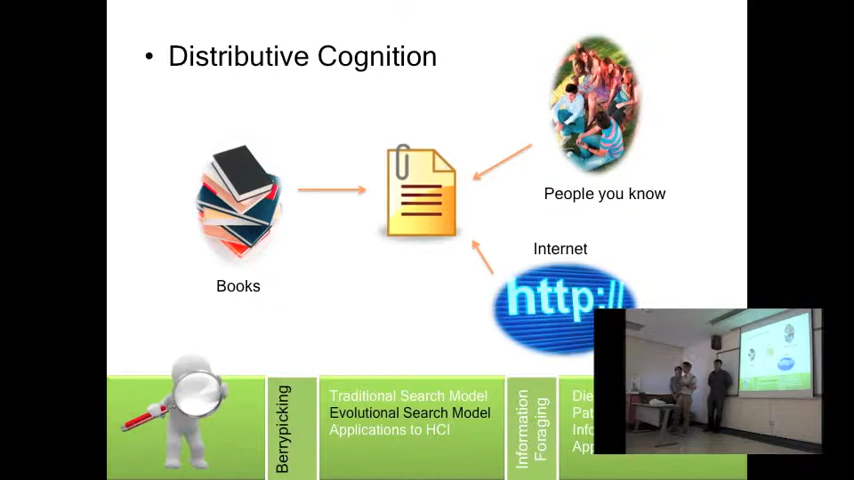 • Distributive Cognition
People you know
Internet
http://
Books
Berrypicking
Traditional Search Model
Evolutional Search Model
Applications to HCI
Information
Foraging